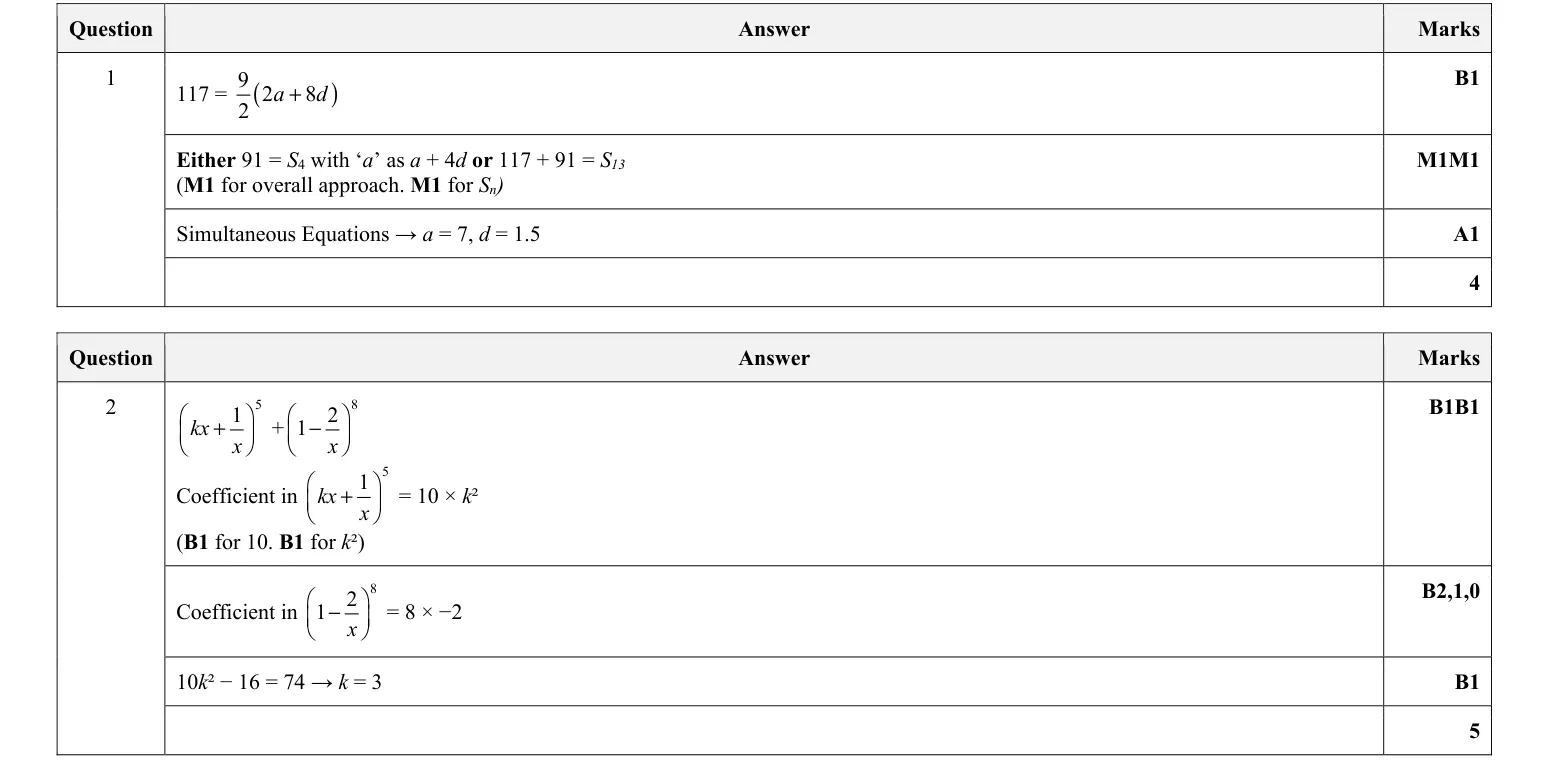 Question Answer Marks
1 117 = 9/2 (2a + 8d) B1
Either 91 = S₄ with ‘a’ as a + 4d or 117 + 91 = S₁₃ M1M1
(M1 for overall approach. M1 for Sₙ)
Simultaneous Equations → a = 7, d = 1.5 A1
4
Question Answer Marks
2 (kx + 1/x)⁵ + (1 − 2/x)⁸ B1B1
Coefficient in (kx + 1/x)⁵ = 10 × k²
(B1 for 10. B1 for k²)
Coefficient in (1 − 2/x)⁸ = 8 × −2 B2,1,0
10k² − 16 = 74 → k = 3 B1
5